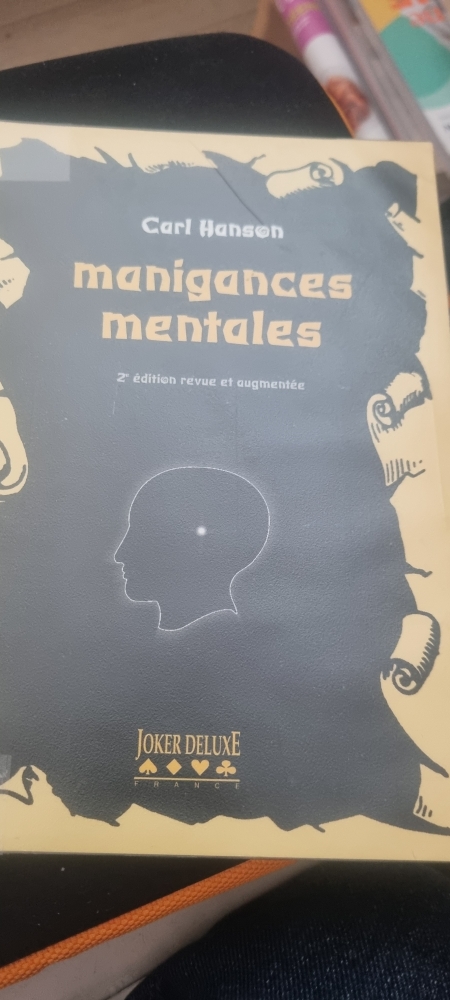 Carl Hanson
manigances
mentales
2e édition revue et augmentée
JOKER DELUXE
FRANCE